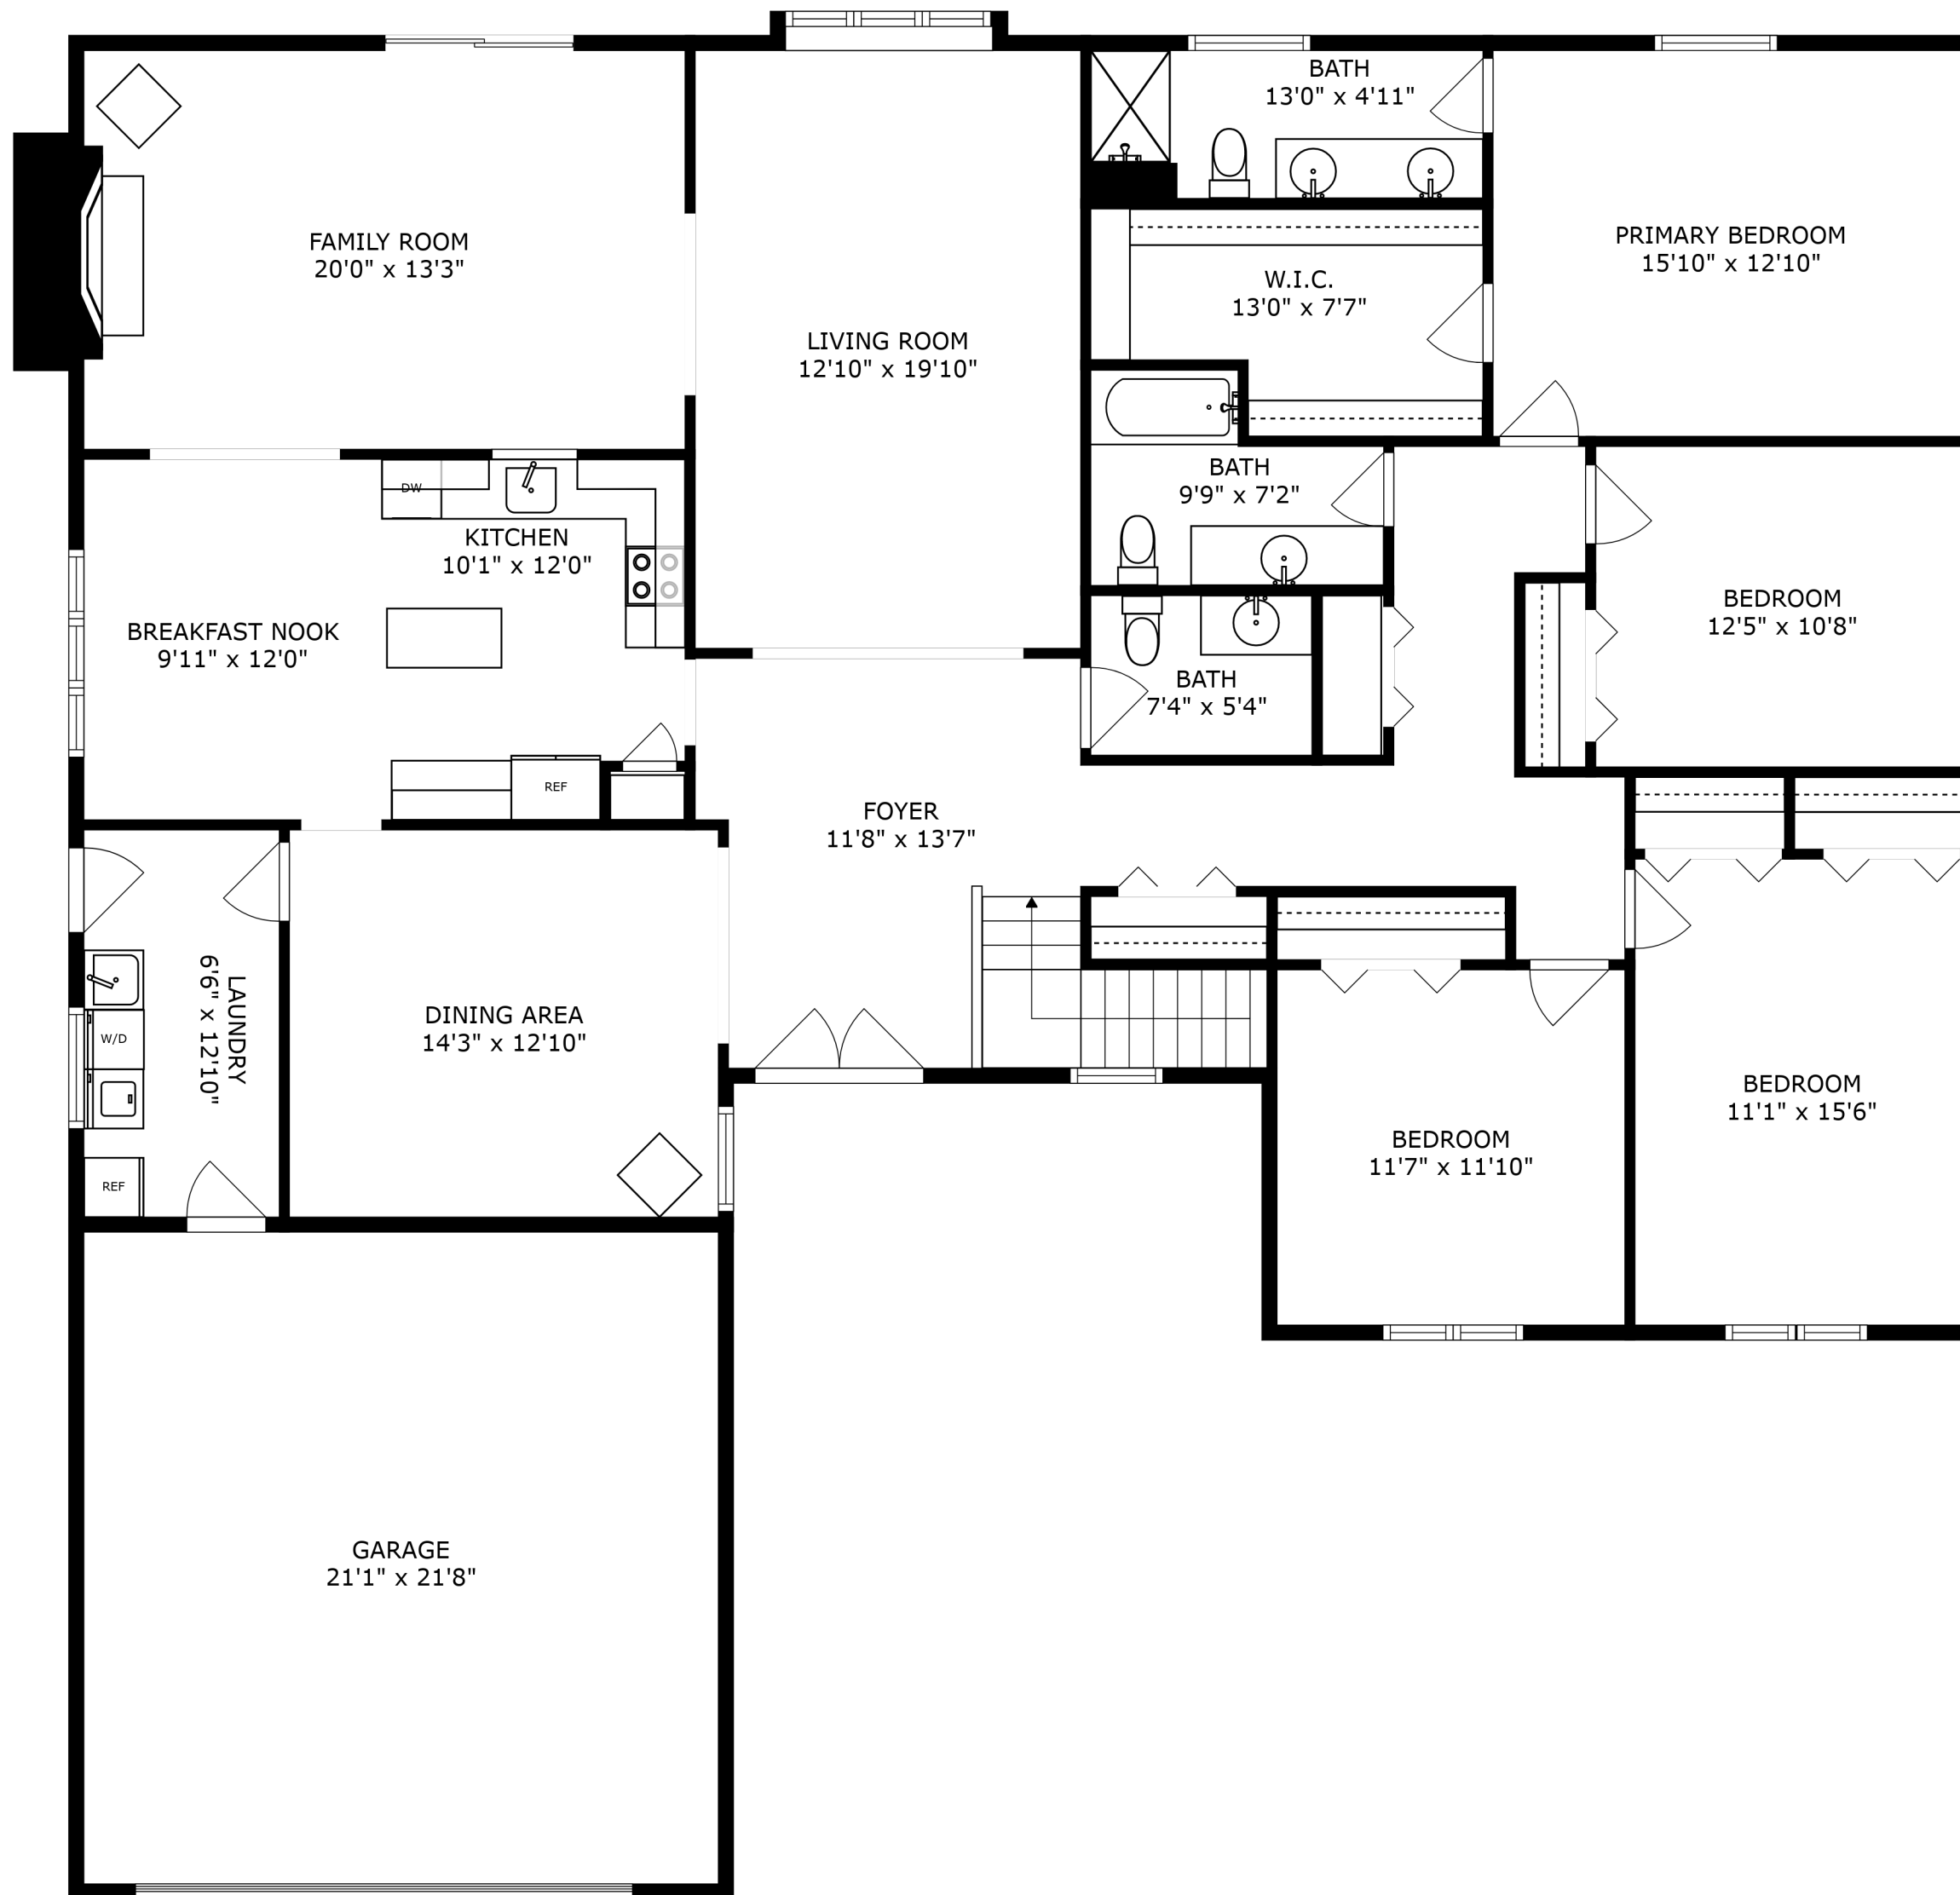 BATH
13'0" x 4'11"
FAMILY ROOM
20'0" x 13'3"
PRIMARY BEDROOM
15'10" x 12'10"
W.I.C.
13'0" x 7'7"
LIVING ROOM
12'10" x 19'10"
BATH
9'9" x 7'2"
DW
KITCHEN
10'1" x 12'0"
BREAKFAST NOOK
9'11" x 12'0"
BEDROOM
12'5" x 10'8"
BATH
7'4" x 5'4"
REF
FOYER
11'8" x 13'7"
LAUNDRY
6'6" x 12'10"
W/D
REF
DINING AREA
14'3" x 12'10"
BEDROOM
11'1" x 15'6"
BEDROOM
11'7" x 11'10"
GARAGE
21'1" x 21'8"